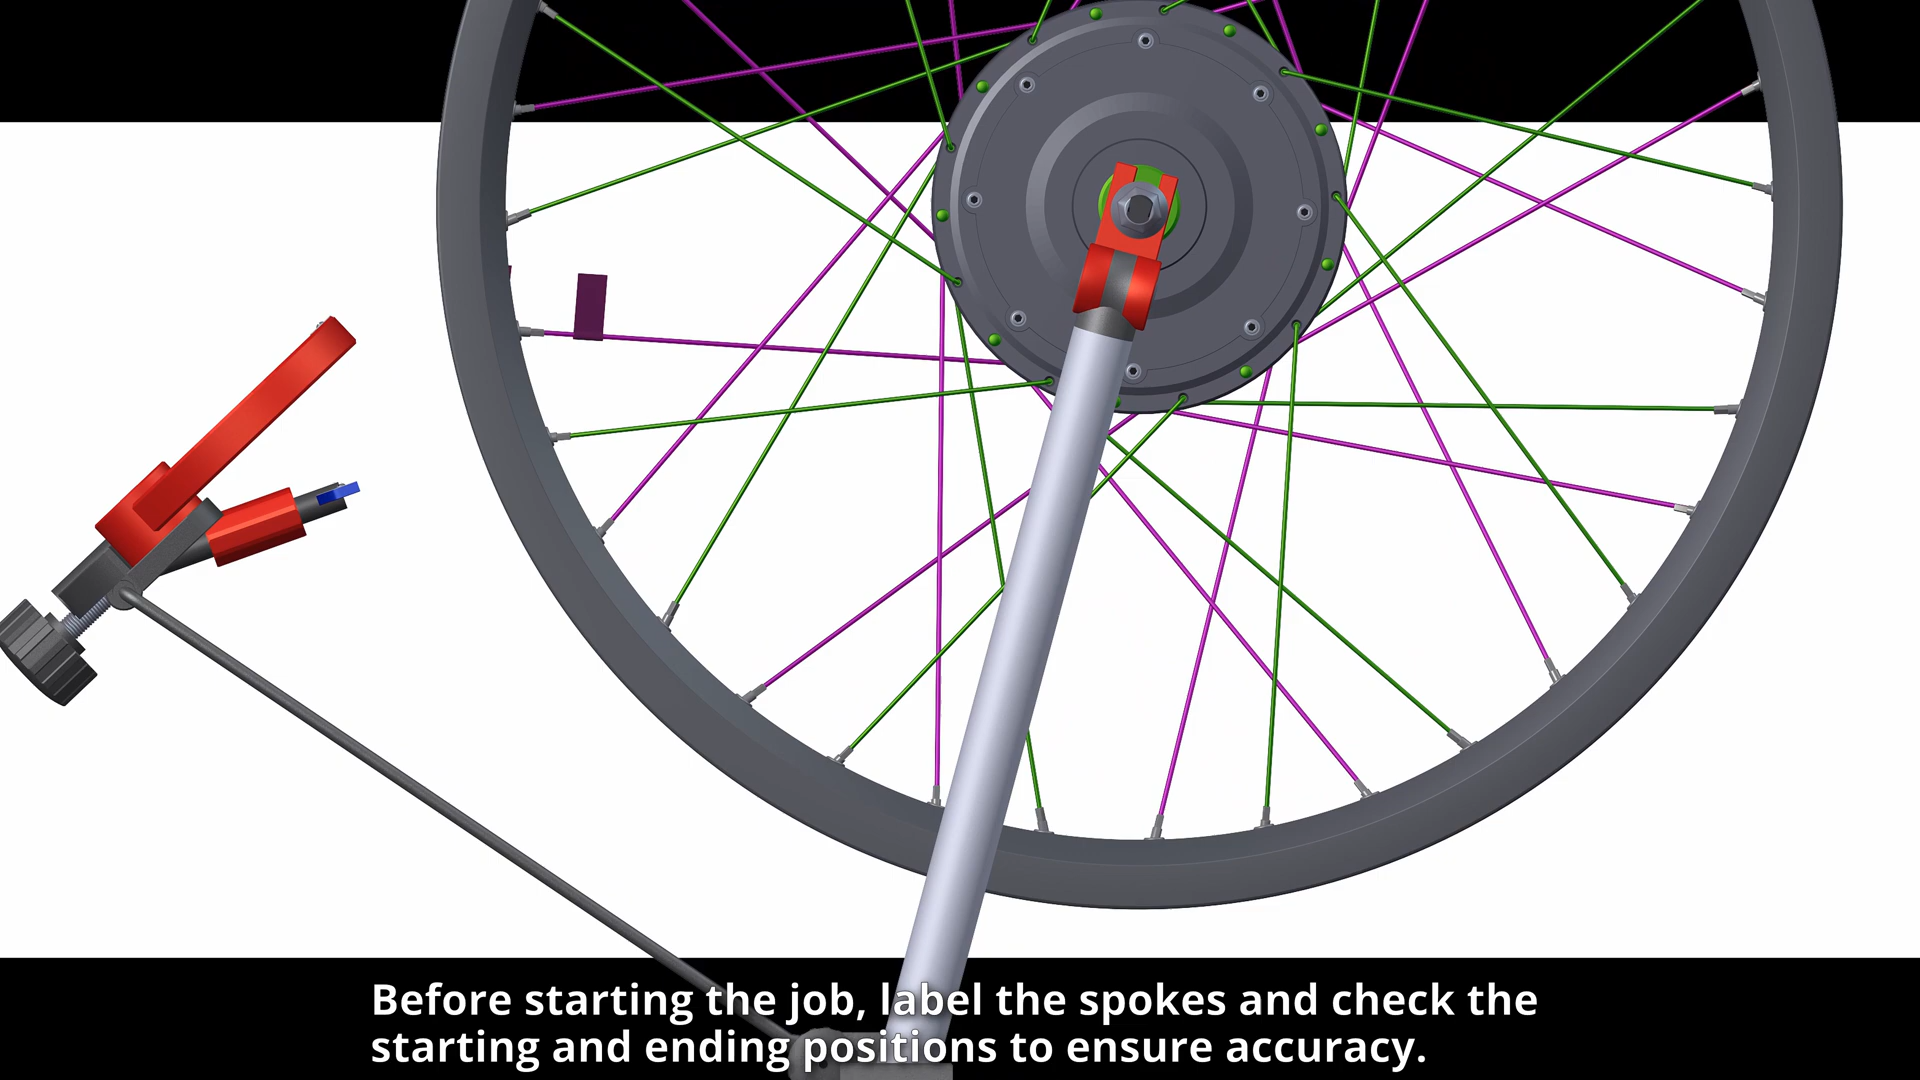 Before starting the job, label the spokes and check the
starting and ending positions to ensure accuracy.